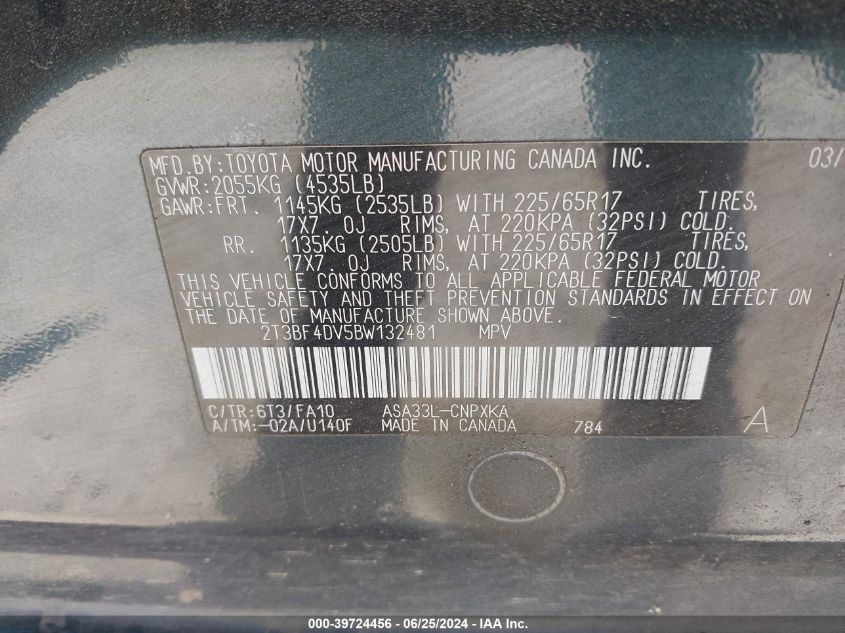 MFD.BY:TOYOTA MOTOR MANUFACTURING CANADA INC. 03/
GVWR:2055KG (4535LB)
GAWR:FRT. 1145KG (2535LB) WITH 225/65R17 TIRES,
17X7.0J RIMS, AT 220KPA (32PSI) COLD.
RR. 1135KG (2505LB) WITH 225/65R17 TIRES,
17X7.0J RIMS, AT 220KPA (32PSI) COLD.
THIS VEHICLE CONFORMS TO ALL APPLICABLE FEDERAL MOTOR
VEHICLE SAFETY AND THEFT PREVENTION STANDARDS IN EFFECT ON
THE DATE OF MANUFACTURE SHOWN ABOVE.
2T3BF4DV5BW132481 MPV
C/TR:6T3/FA10 ASA33L-CNPXKA
A/TM:-02A/U140F MADE IN CANADA 784 A
000-39724456 - 06/25/2024 - IAA Inc.